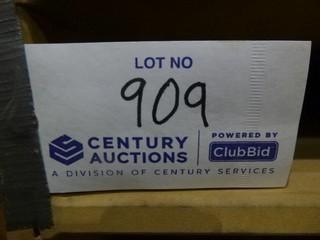 LOT NO
909
CENTURY AUCTIONS
POWERED BY
ClubBid
A DIVISION OF CENTURY SERVICES